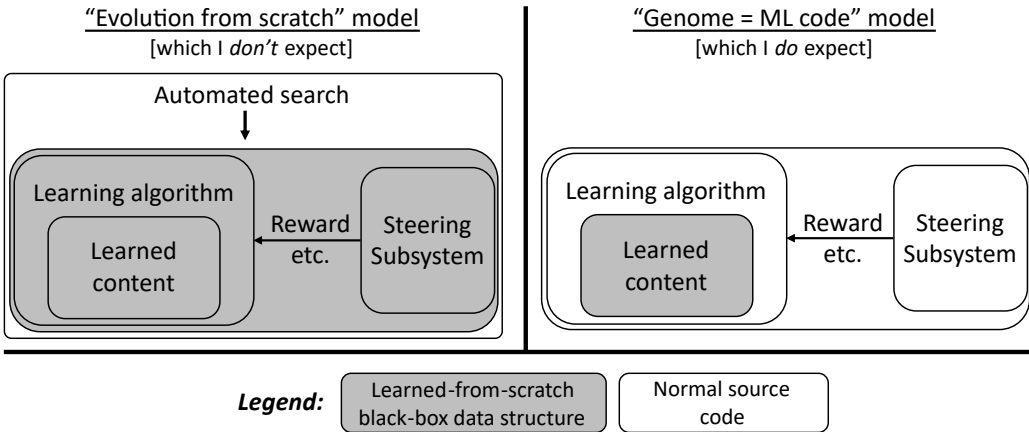 “Evolution from scratch” model
[which I don’t expect]
Automated search
Learning algorithm
Learned
content
Reward
etc.
Steering
Subsystem
“Genome = ML code” model
[which I do expect]
Learning algorithm
Learned
content
Reward
etc.
Steering
Subsystem
Legend:
Learned-from-scratch
black-box data structure
Normal source
code